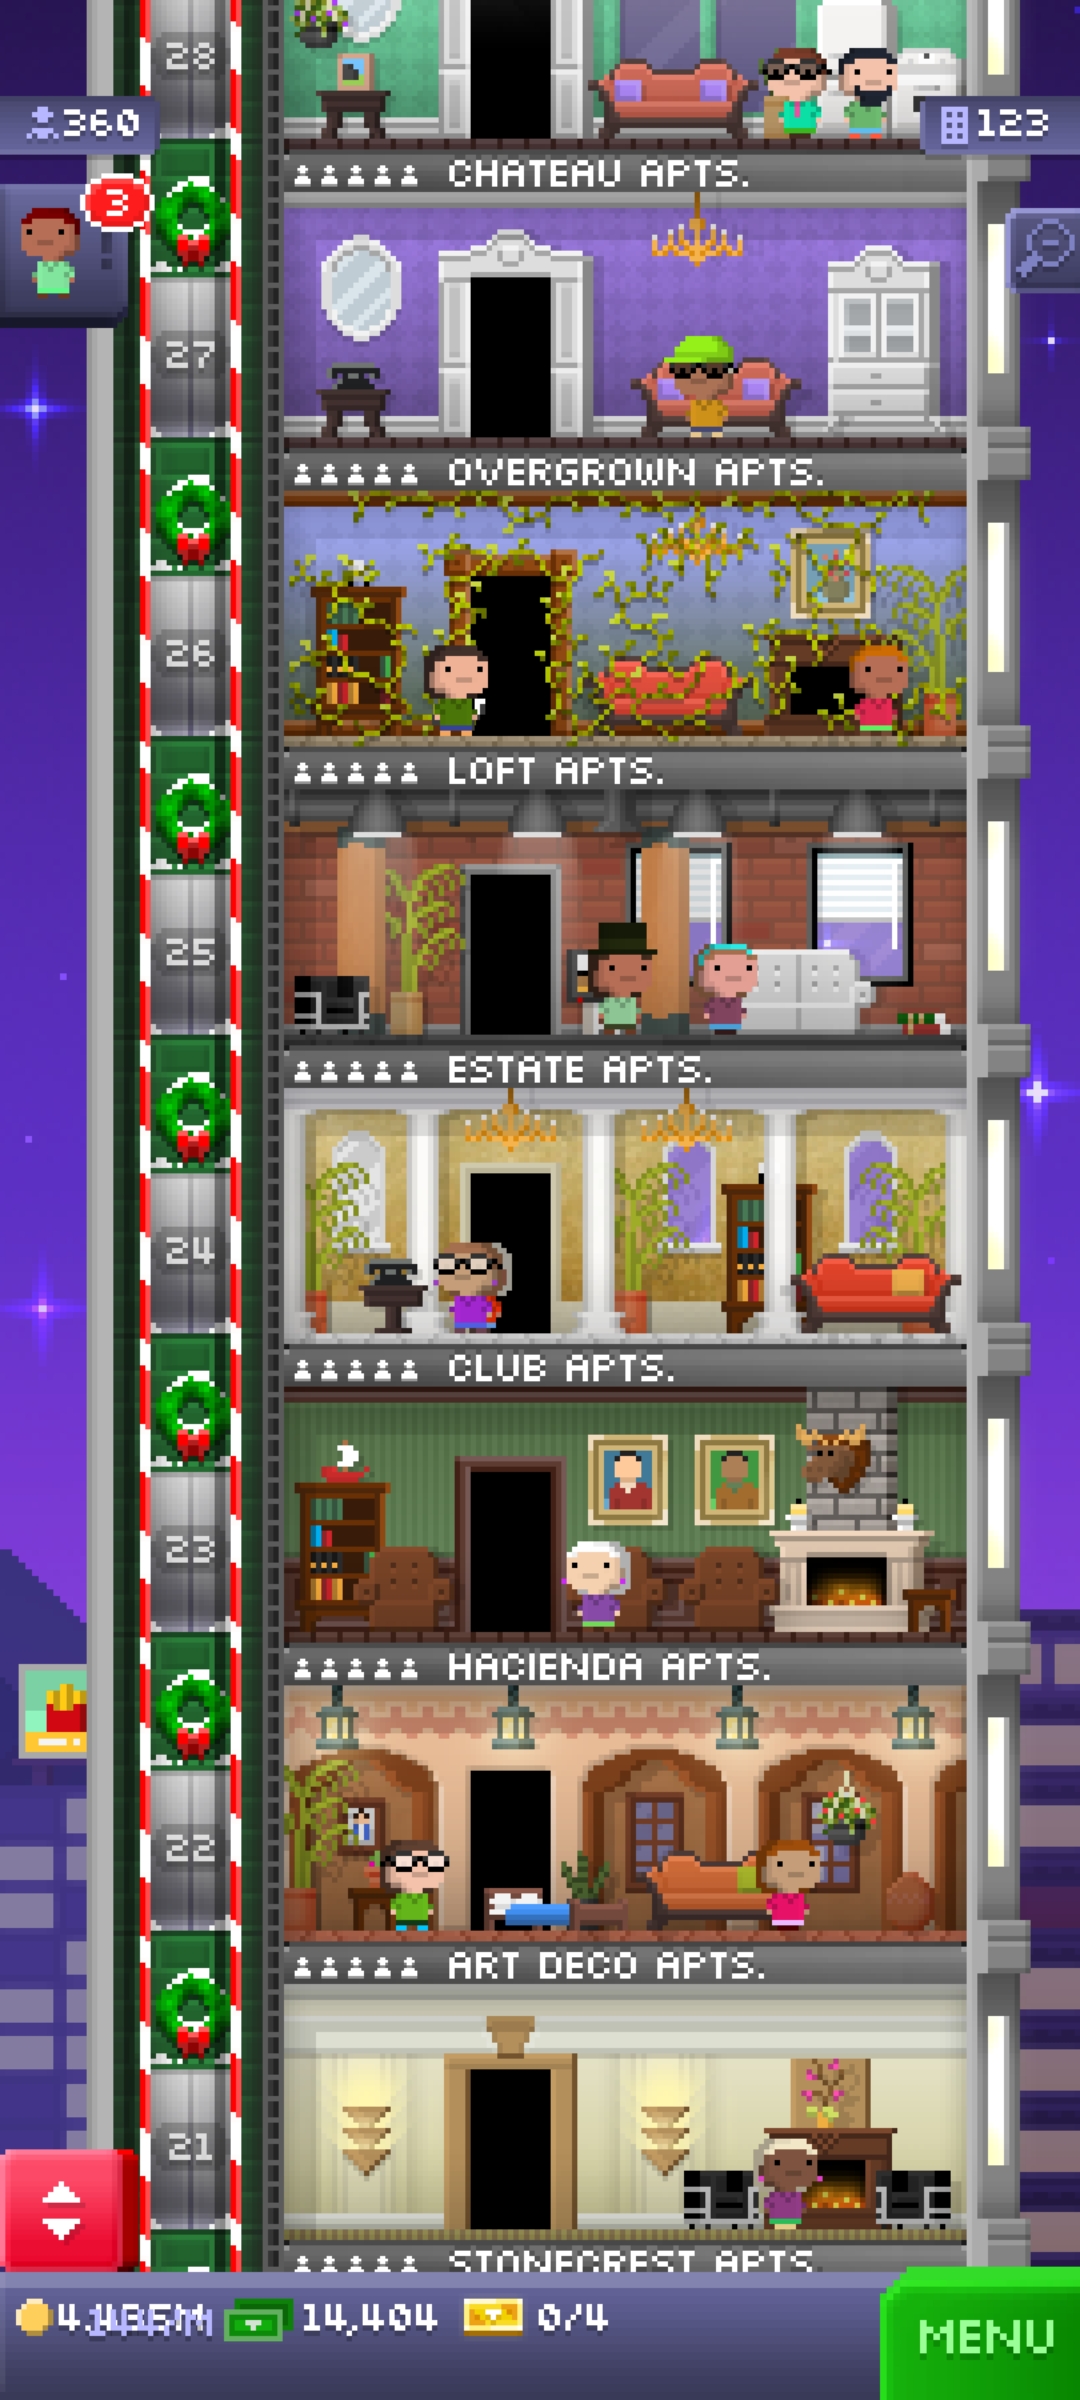 28
360
123
CHATEAU APTS.
3
27
OVERGROWN APTS.
26
LOFT APTS.
25
ESTATE APTS.
24
CLUB APTS.
23
HACIENDA APTS.
22
ART DECO APTS.
21
STONECREST APTS.
14,404 0/4
MENU